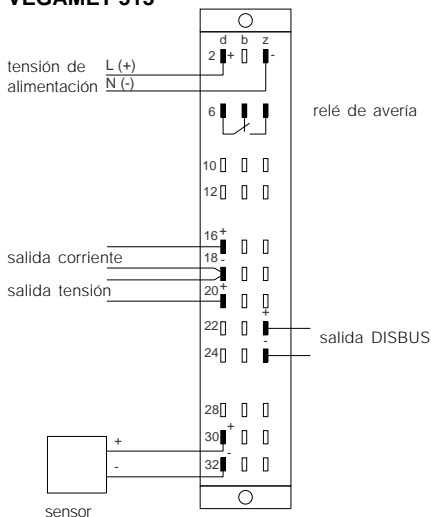 VEGAMET 515
d b z
2 + -
tensión de L (+)
alimentación N (-)
6 relé de avería
10
12
16 +
salida corriente 18 -
salida tensión 20 +
22 +
salida DISBUS
24 -
28
+ 30 +
- 32 -
sensor